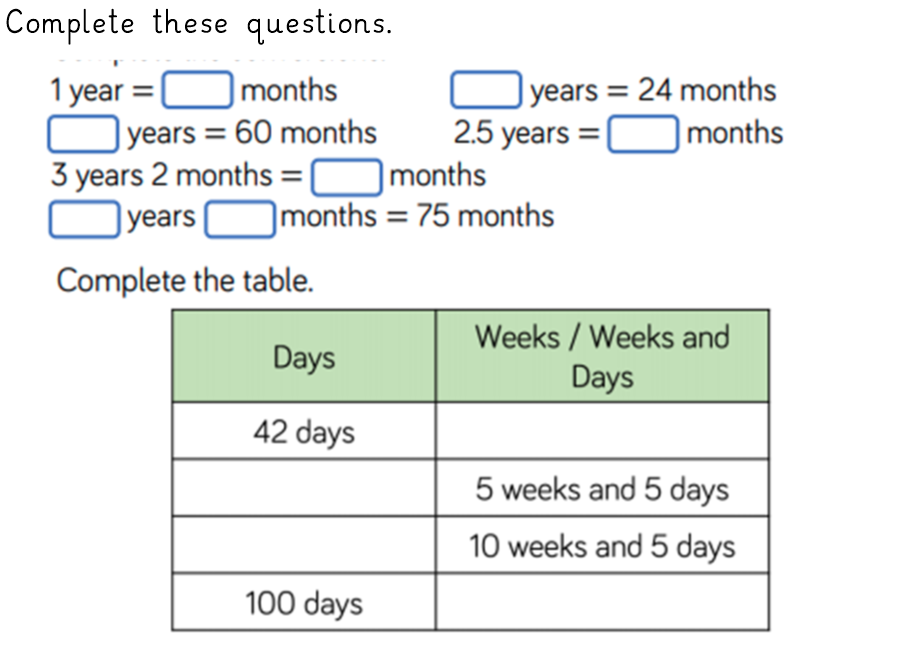 Complete these questions.
1 year = months
years = 24 months
years = 60 months
2.5 years = months
3 years 2 months = months
years months = 75 months
Complete the table.
Days
Weeks / Weeks and
Days
42 days
5 weeks and 5 days
10 weeks and 5 days
100 days